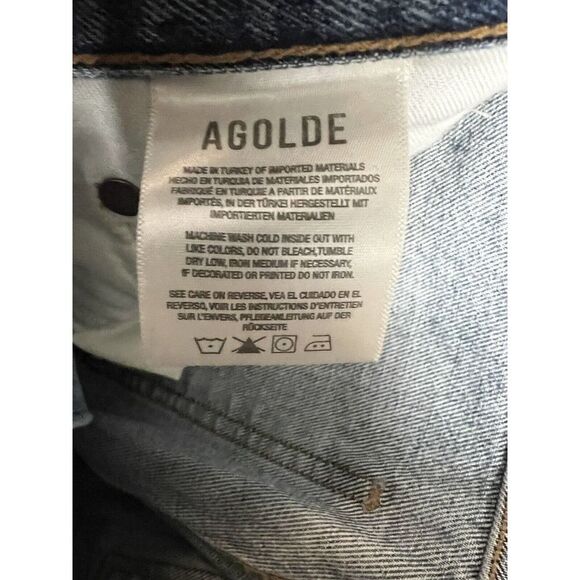 AGOLDE
MADE IN TURKEY OF IMPORTED MATERIALS
HECHO EN TURQUIA DE MATERIALES IMPORTADOS
FABRIQUÉ EN TURQUIE A PARTIR DE MATÉRIAUX
IMPORTÉS, IN DER TÜRKEI HERGESTELLT MIT
IMPORTIERTEN MATERIALIEN
MACHINE WASH COLD INSIDE OUT WITH
LIKE COLORS, DO NOT BLEACH,TUMBLE
DRY LOW, IRON MEDIUM IF NECESSARY,
IF DECORATED OR PRINTED DO NOT IRON.
SEE CARE ON REVERSE, VEA EL CUIDADO EN EL
REVERSO, VOIR LES INSTRUCTIONS D'ENTRETIEN
SUR L'ENVERS, PFLEGEANLEITUNG AUF DER
RÜCKSEITE